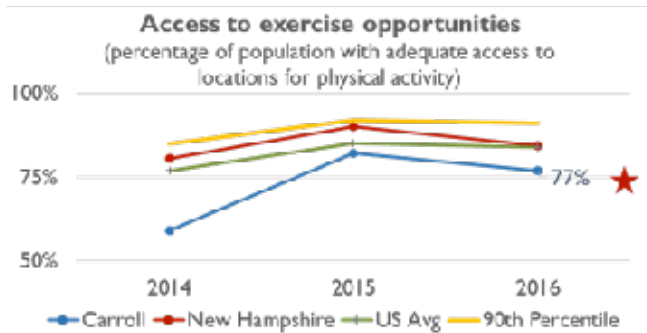 Access to exercise opportunities
(percentage of population with adequate access to
locations for physical activity)
100%
75%
77%
50%
2014 2015 2016
Carroll New Hampshire US Avg 90th Percentile